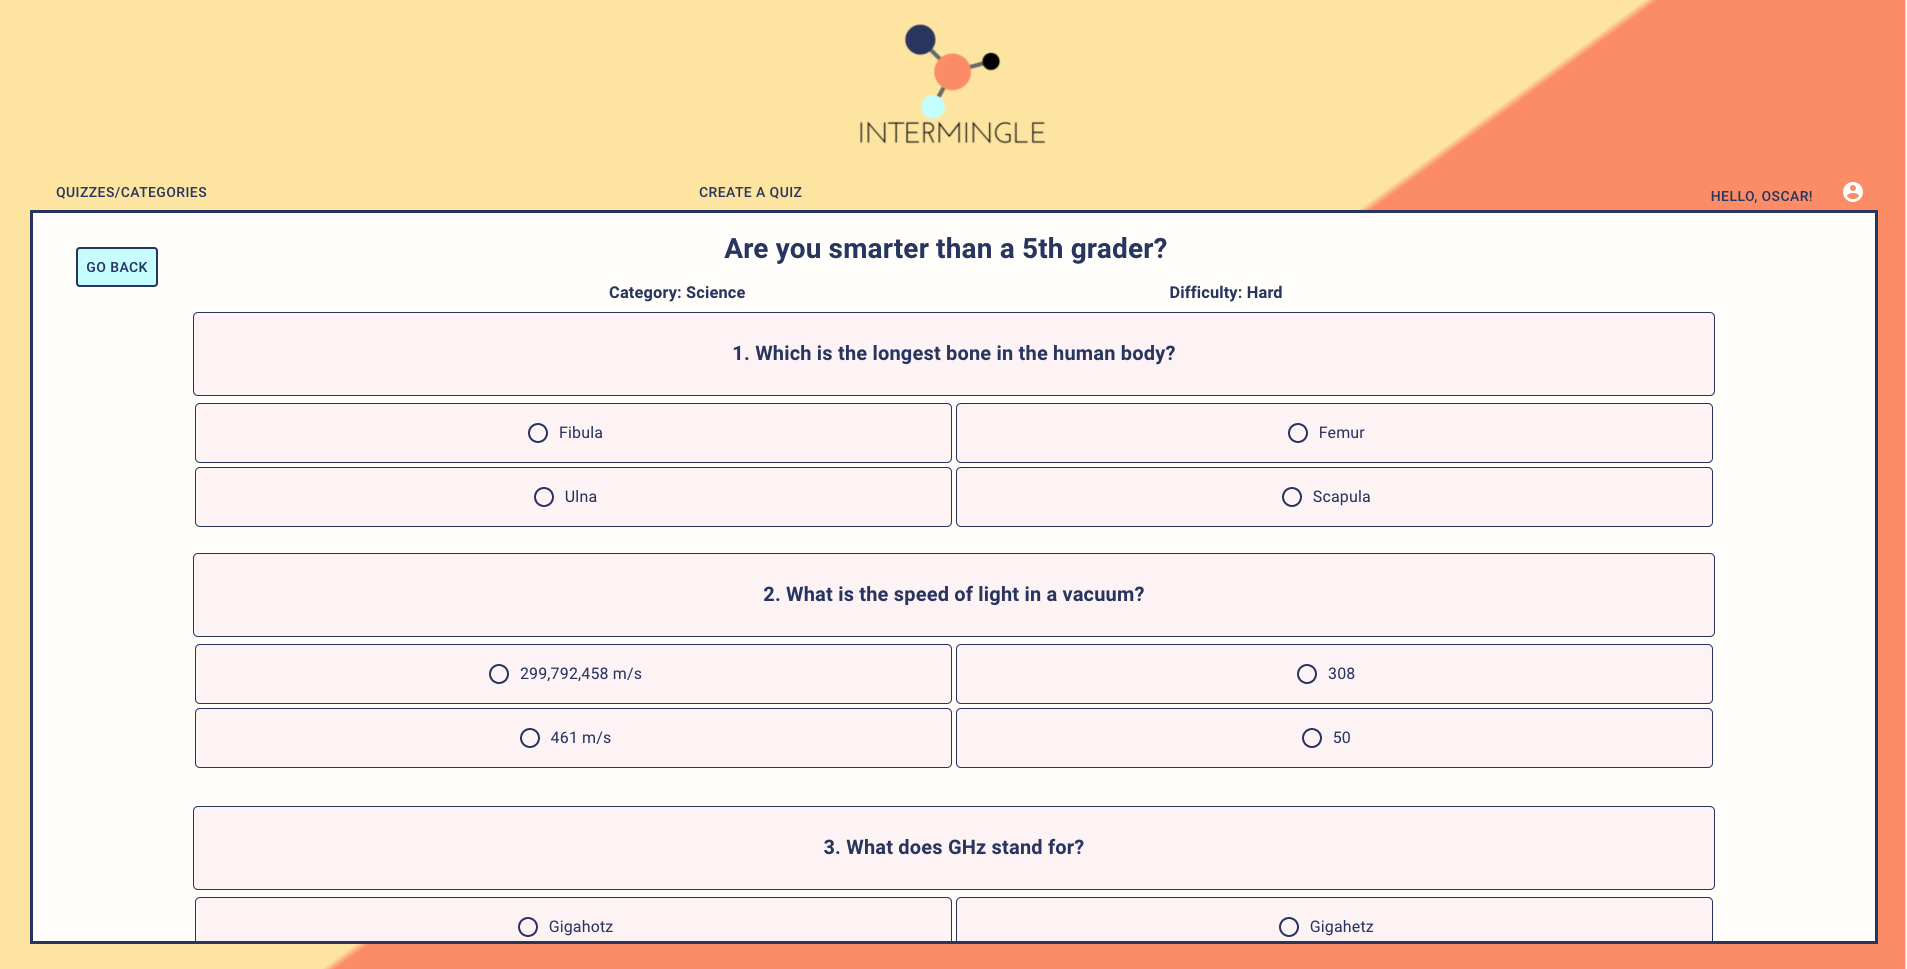 INTERMINGLE
QUIZZES/CATEGORIES
CREATE A QUIZ
HELLO, OSCAR!
GO BACK
Are you smarter than a 5th grader?
Category: Science
Difficulty: Hard
1. Which is the longest bone in the human body?
Fibula
Femur
Ulna
Scapula
2. What is the speed of light in a vacuum?
299,792,458 m/s
308
461 m/s
50
3. What does GHz stand for?
Gigahotz
Gigahetz